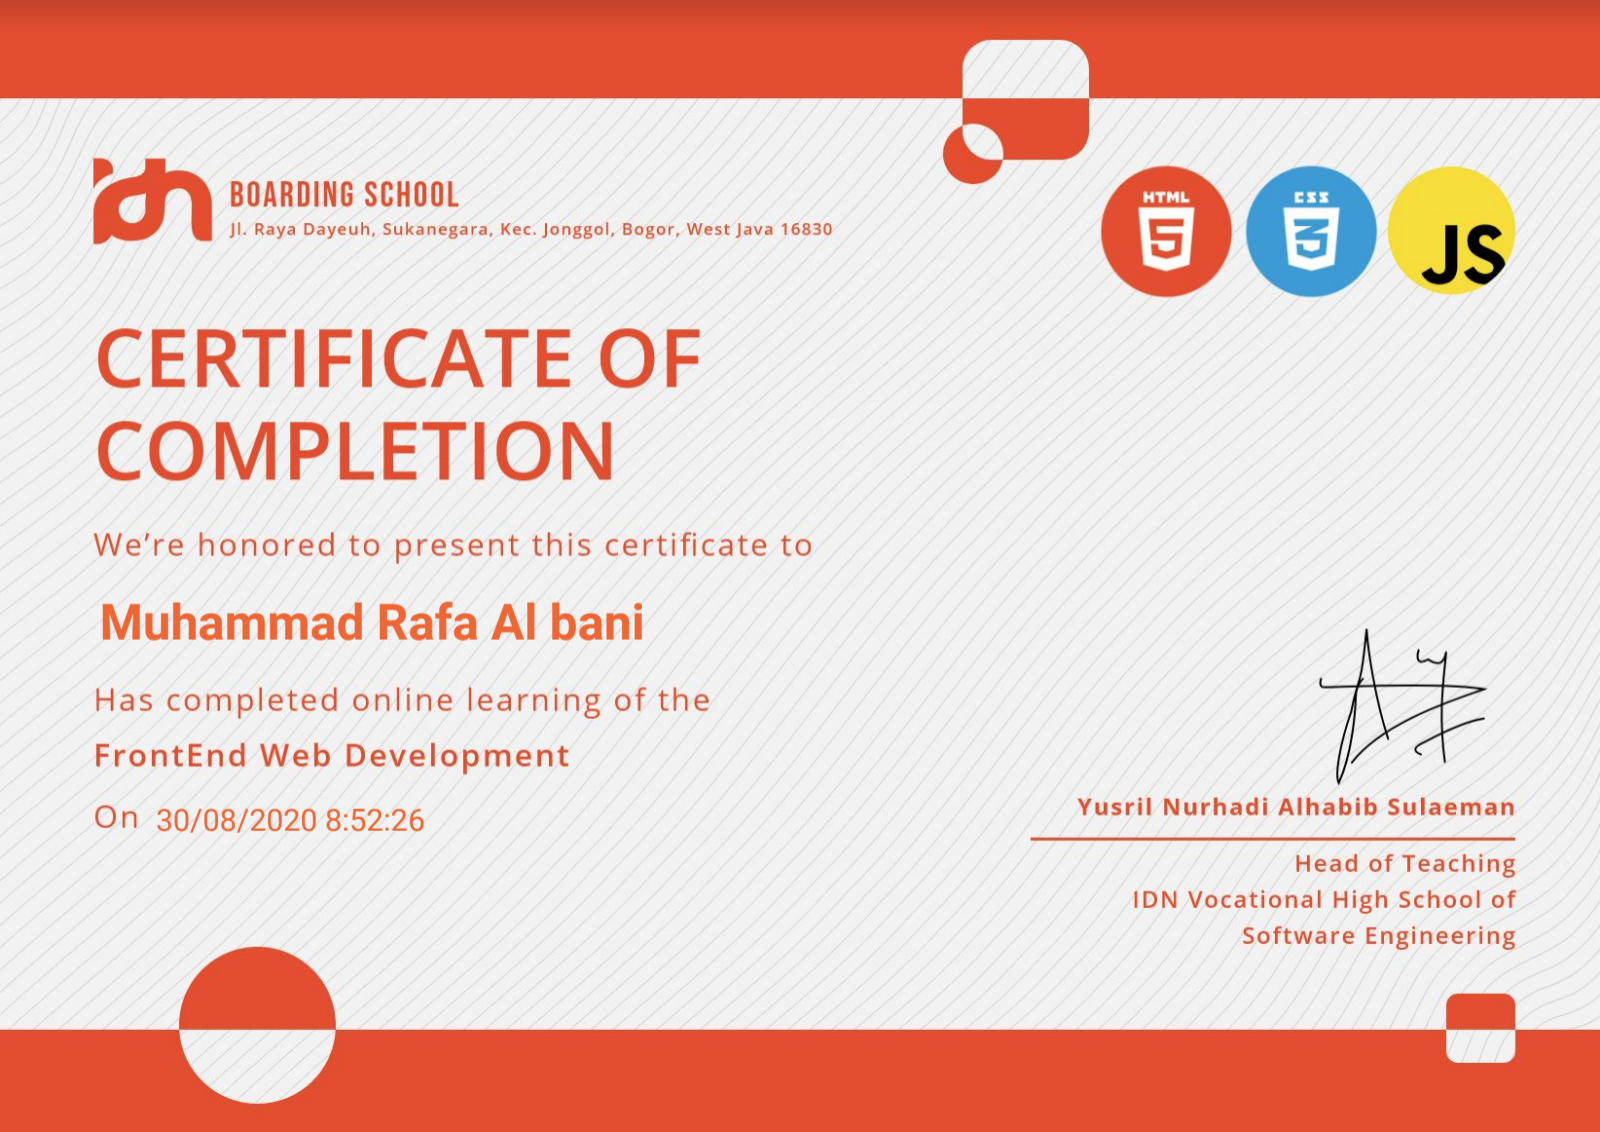 idn
BOARDING SCHOOL
Jl. Raya Dayeuh, Sukanegara, Kec. Jonggol, Bogor, West Java 16830
HTML
5
CSS
3
JS
CERTIFICATE OF
COMPLETION
We’re honored to present this certificate to
Muhammad Rafa Al bani
Has completed online learning of the
FrontEnd Web Development
On 30/08/2020 8:52:26
Yusril Nurhadi Alhabib Sulaeman
Head of Teaching
IDN Vocational High School of
Software Engineering